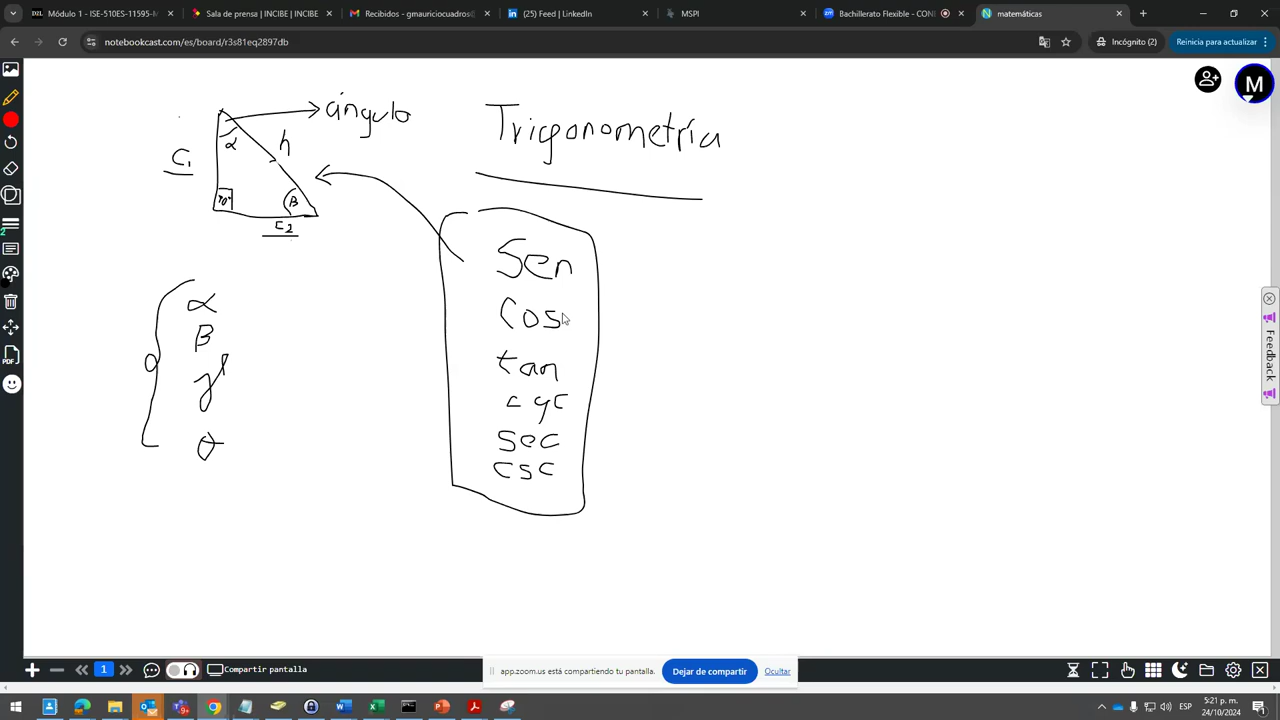 Módulo 1 - ISE-510ES-11595-M
Sala de prensa | INCIBE | INCIBE
Recibidos - gmauriciocuadros@
(25) Feed | LinkedIn
MSPI
Bachillerato Flexible - CON
matemáticas
notebookcast.com/es/board/r3s81eq2897db
Incógnito (2)
Reinicia para actualizar
M
ángulo
Trigonometría
α
h
C1
90°
β
C2
Sen
Cos
tan
sec
csc
α
β
γ
θ
2
Feedback
PDF
1
Compartir pantalla
app.zoom.us está compartiendo tu pantalla.
Dejar de compartir
Ocultar
ESP
5:21 p. m.
24/10/2024